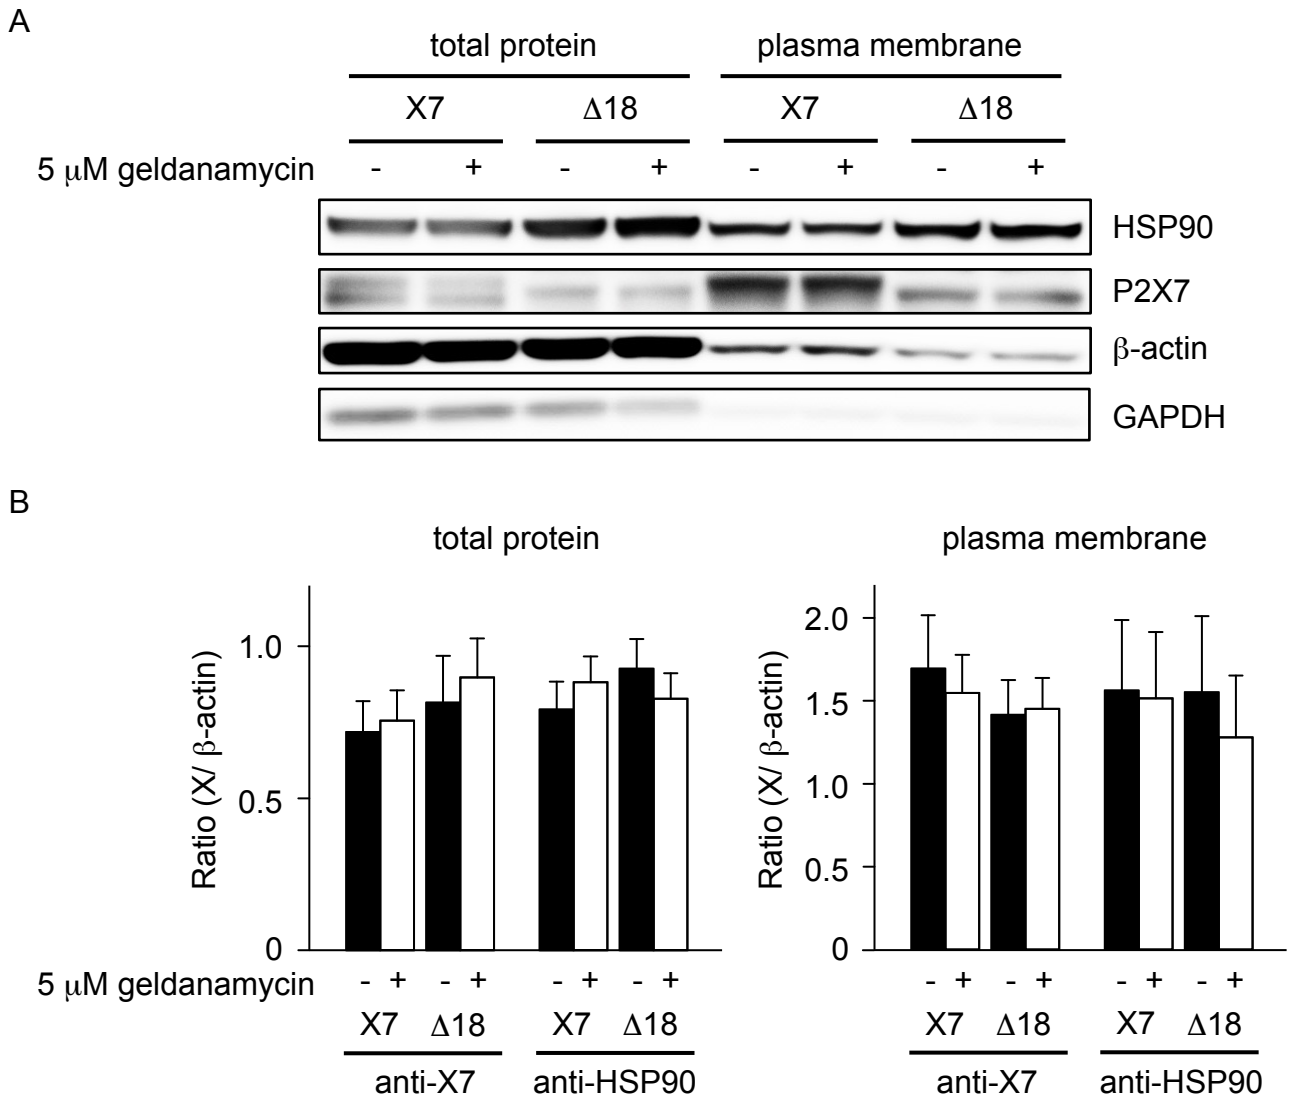 A
total protein plasma membrane
X7 Δ18 X7 Δ18
5 μM geldanamycin - + - + - + - +
HSP90
P2X7
β-actin
GAPDH
B
total protein
Ratio (X/ β-actin)
1.0
0.5
0
5 μM geldanamycin - + - + - + - +
X7 Δ18 X7 Δ18
anti-X7 anti-HSP90
plasma membrane
Ratio (X/ β-actin)
2.0
1.5
1.0
0.5
0
- + - + - + - +
X7 Δ18 X7 Δ18
anti-X7 anti-HSP90